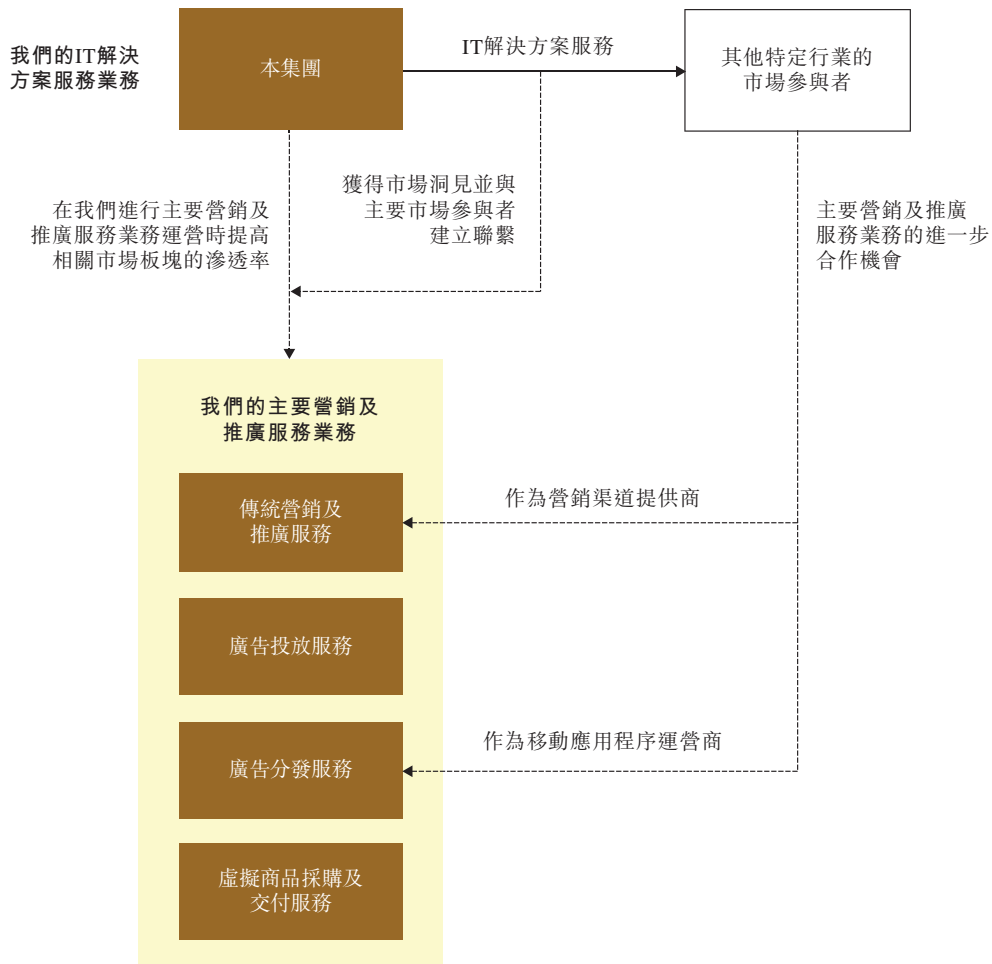 我們的IT解決
方案服務業務
本集團
IT解決方案服務
其他特定行業的
市場參與者
在我們進行主要營銷及
推廣服務業務運營時提高
相關市場板塊的滲透率
獲得市場洞見並與
主要市場參與者
建立聯繫
主要營銷及推廣
服務業務的進一步
合作機會
我們的主要營銷及
推廣服務業務
傳統營銷及
推廣服務
作為營銷渠道提供商
廣告投放服務
廣告分發服務
作為移動應用程序運營商
虛擬商品採購及
交付服務